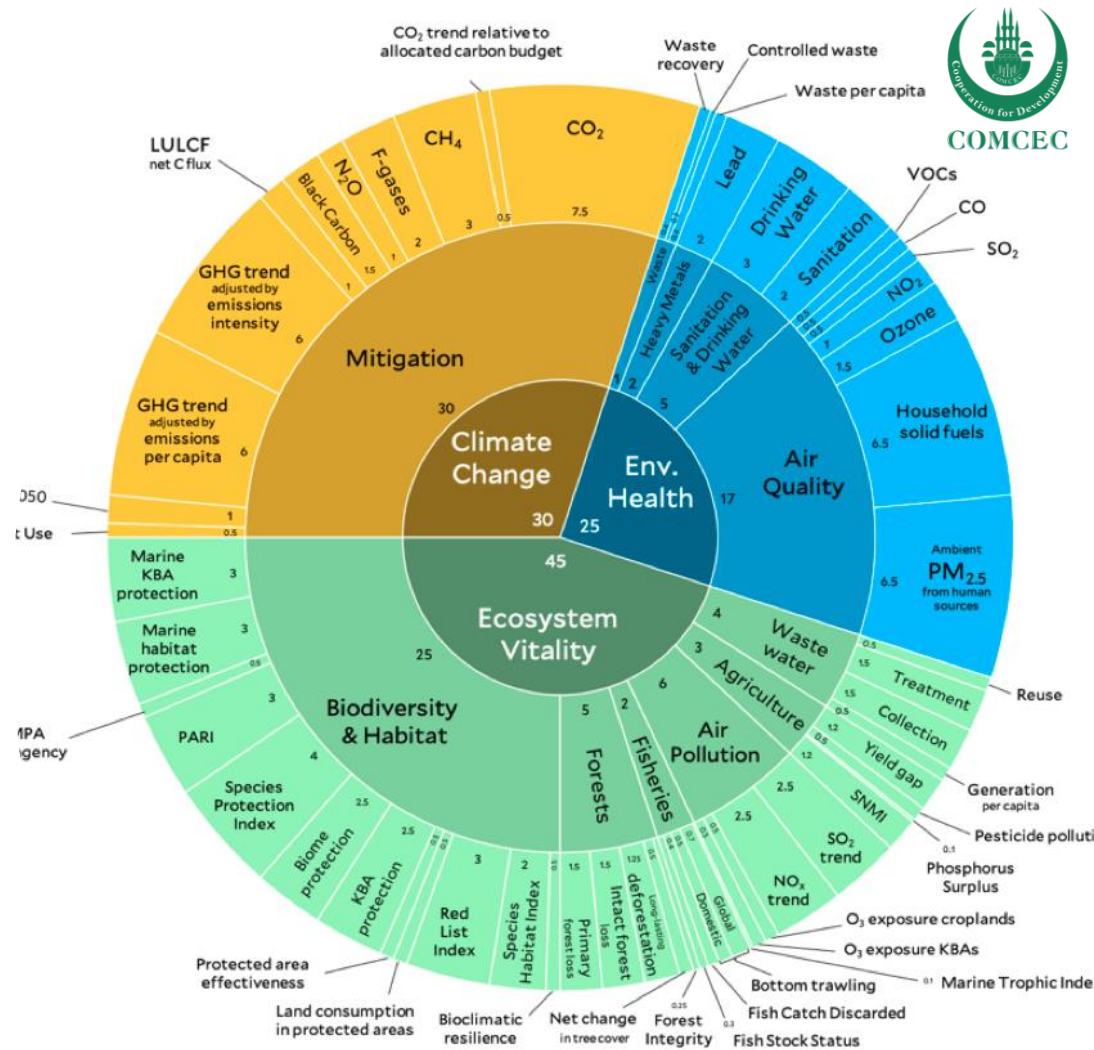 CO₂ trend relative to
allocated carbon budget
Waste
recovery
Controlled waste
Waste per capita
Cooperation for Development
COMCEC
COMCEC
LULCF
net C flux
Black Carbon
N₂O
F-gases
CH₄
CO₂
Lead
Drinking
Water
Sanitation
VOCs
CO
SO₂
NO₂
Ozone
1
1.5
1
2
3
0.5
7.5
2
3
2
0.5
0.5
0.5
1
1.5
GHG trend
adjusted by
emissions
intensity
6
Mitigation
30
Waste
1
Heavy Metals
2
Sanitation
& Drinking
Water
5
Household
solid fuels
6.5
GHG trend
adjusted by
emissions
per capita
6
Climate
Change
30
Env.
Health
25
Air
Quality
17
050
1
t Use
0.5
Ambient
PM₂.₅
from human
sources
6.5
Marine
KBA
protection
3
45
Ecosystem
Vitality
Marine
habitat
protection
3
MPA
gency
PARI
3
25
Biodiversity
& Habitat
Species
Protection
Index
4
Biome
protection
2.5
KBA
protection
2.5
Red
List
Index
3
Species
Habitat Index
2
5
Forests
2
Fisheries
6
Air
Pollution
3
Agriculture
4
Waste
water
0.5
Reuse
1.5
Treatment
1.5
Collection
0.5
Generation
per capita
1.2
Yield gap
0.5
Pesticide polluti
1.2
SNMI
0.1
Phosphorus
Surplus
2.5
SO₂
trend
2.5
NOₓ
trend
O₃ exposure croplands
O₃ exposure KBAs
0.1 Marine Trophic Inde
Global
Domestic
Bottom trawling
Fish Catch Discarded
0.3
Fish Stock Status
0.25
Forest
Integrity
Net change
in tree cover
1.25
Long-lasting
deforestation
1.5
Intact forest
loss
1.5
Primary
forest loss
Bioclimatic
resilience
Land consumption
in protected areas
Protected area
effectiveness